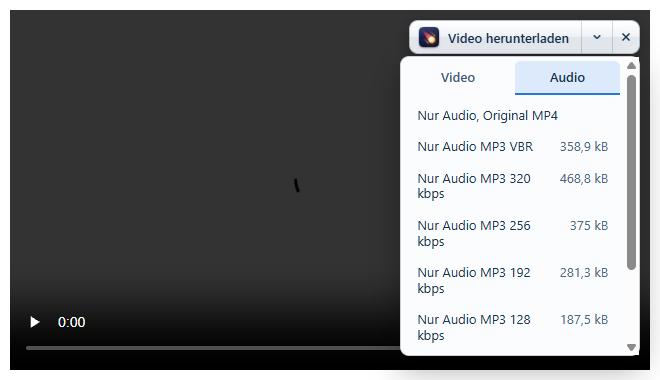 Video herunterladen
Video Audio
Nur Audio, Original MP4
Nur Audio MP3 VBR 358,9 kB
Nur Audio MP3 320 468,8 kB
kbps
Nur Audio MP3 256 375 kB
kbps
Nur Audio MP3 192 281,3 kB
kbps
Nur Audio MP3 128 187,5 kB
kbps
0:00